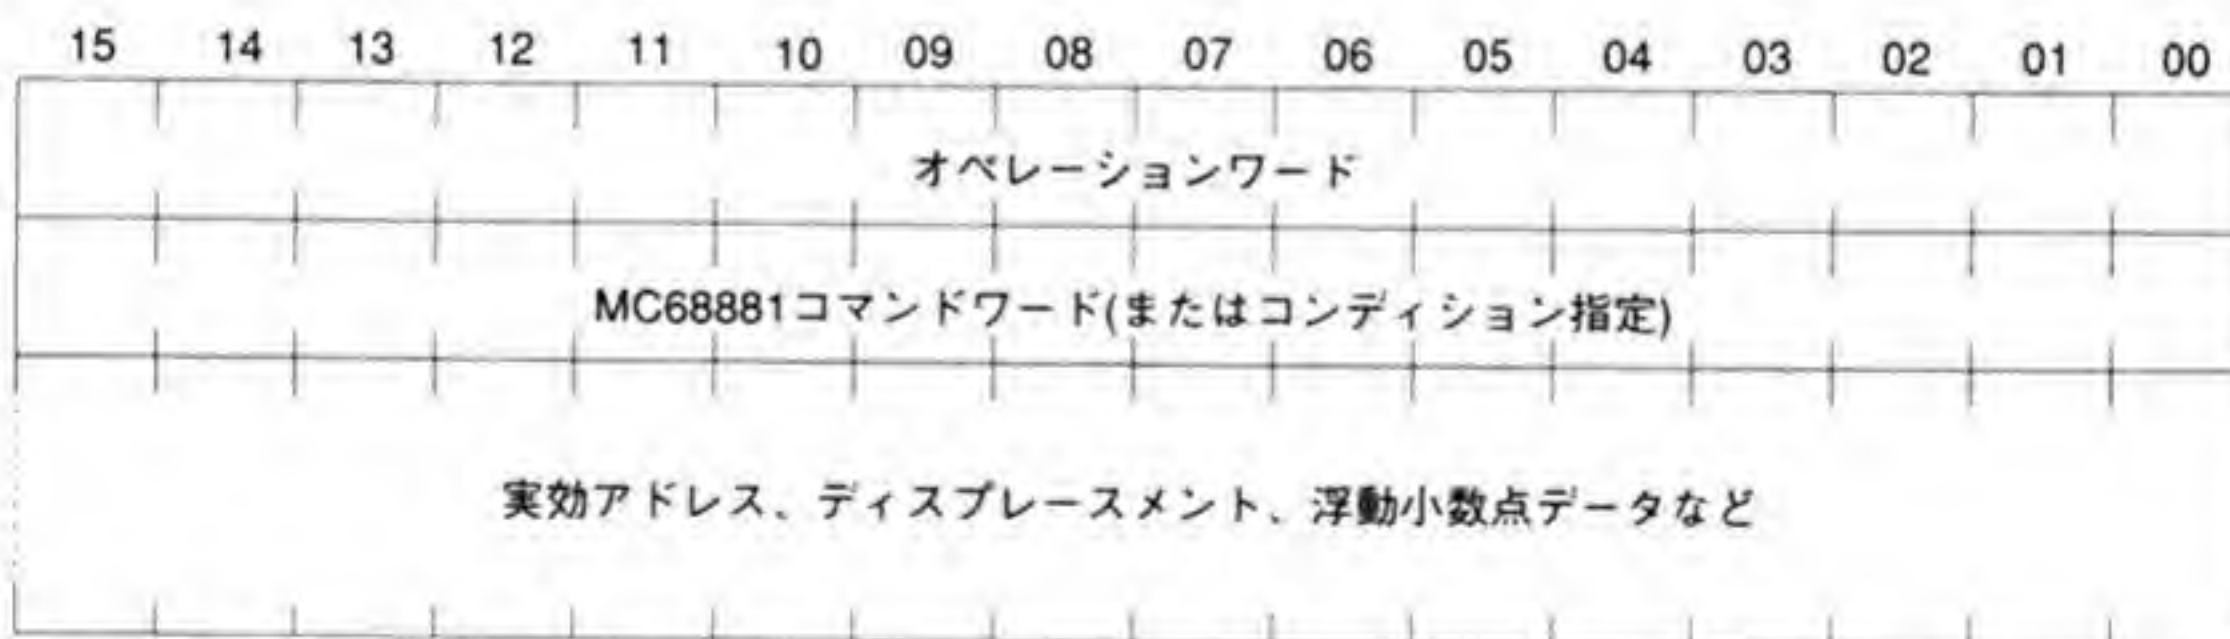 15 14 13 12 11 10 09 08 07 06 05 04 03 02 01 00
オペレーションワード
MC68881コマンドワード(またはコンディション指定)
実効アドレス、ディスプレースメント、浮動小数点データなど